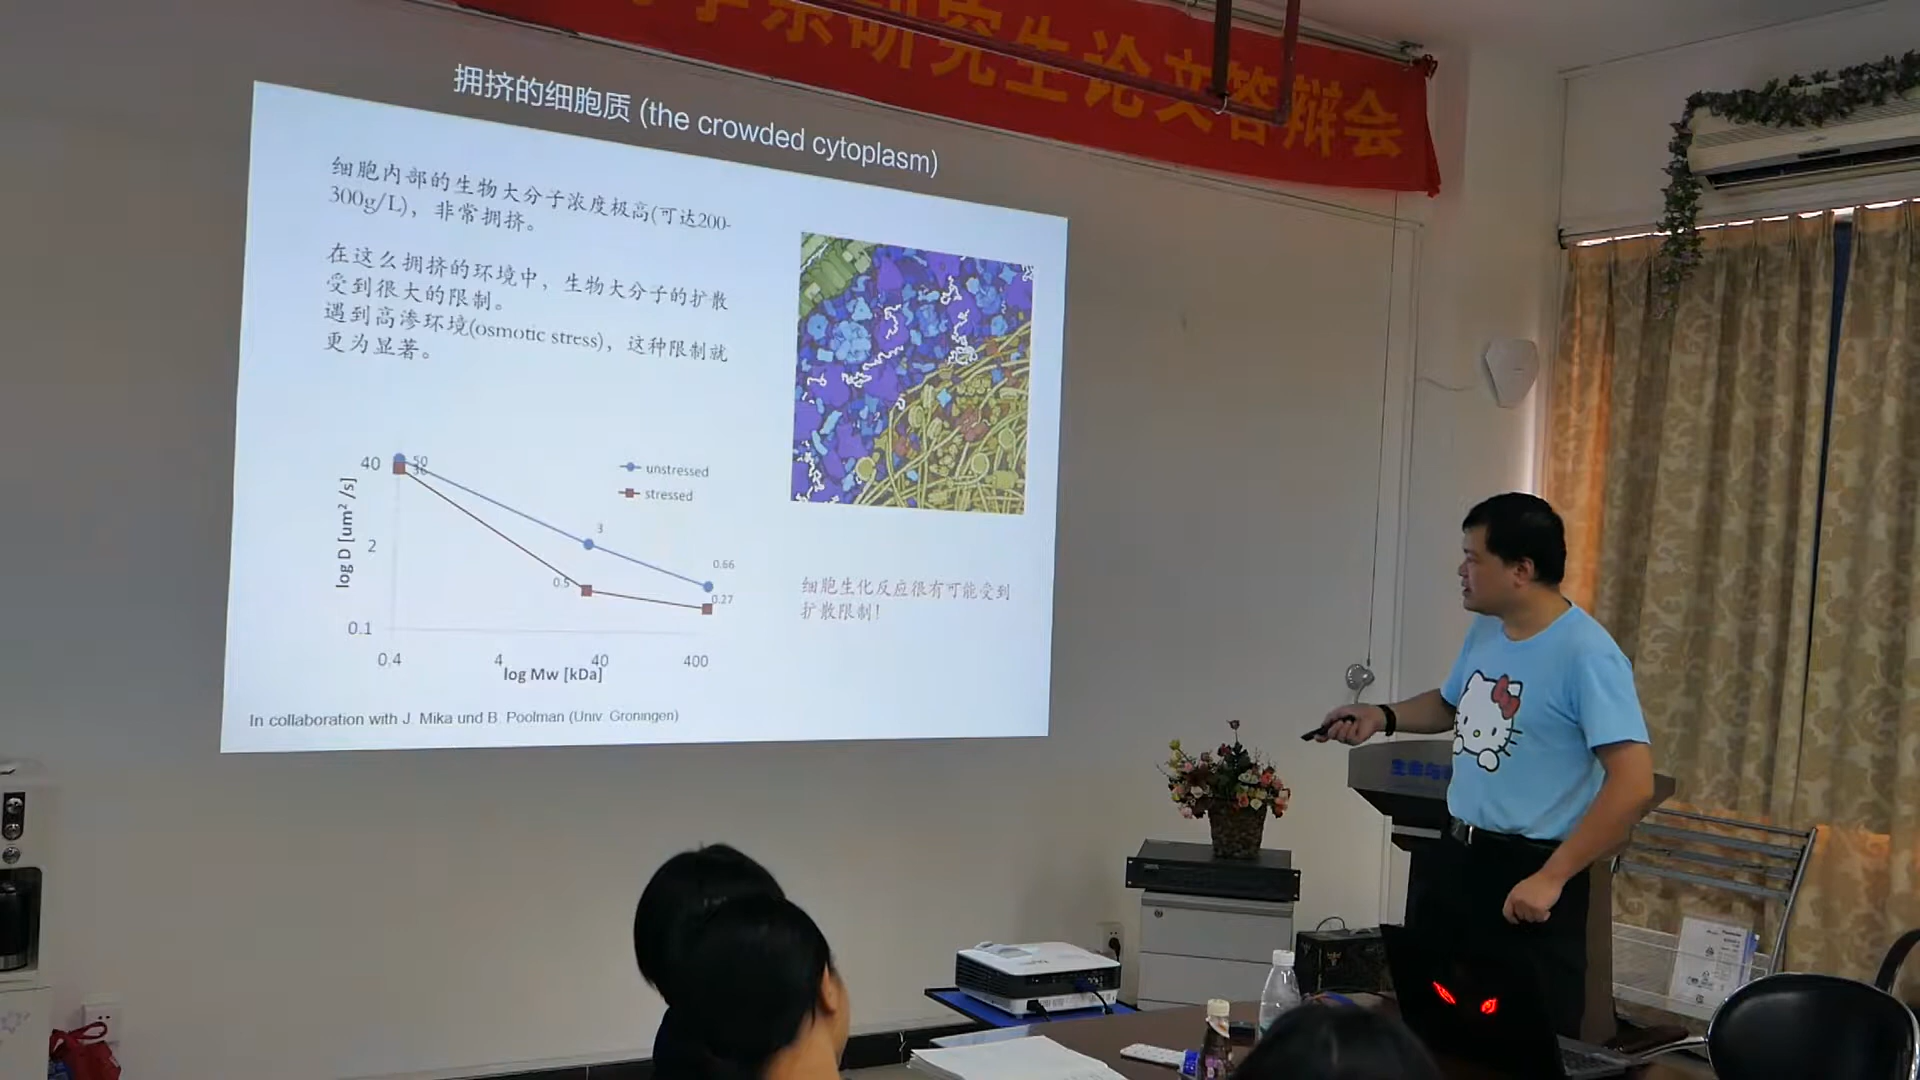 学系研究生论文答辩会
拥挤的细胞质 (the crowded cytoplasm)
细胞内部的生物大分子浓度极高(可达200-
300g/L)，非常拥挤。
在这么拥挤的环境中，生物大分子的扩散
受到很大的限制。
遇到高渗环境(osmotic stress)，这种限制就
更为显著。
40
2
0.1
log D [um²/s]
50
36
3
0.5
0.66
0.27
unstressed
stressed
0.4
4
40
400
log Mw [kDa]
细胞生化反应很有可能受到
扩散限制!
In collaboration with J. Mika und B. Poolman (Univ. Groningen)
生命与